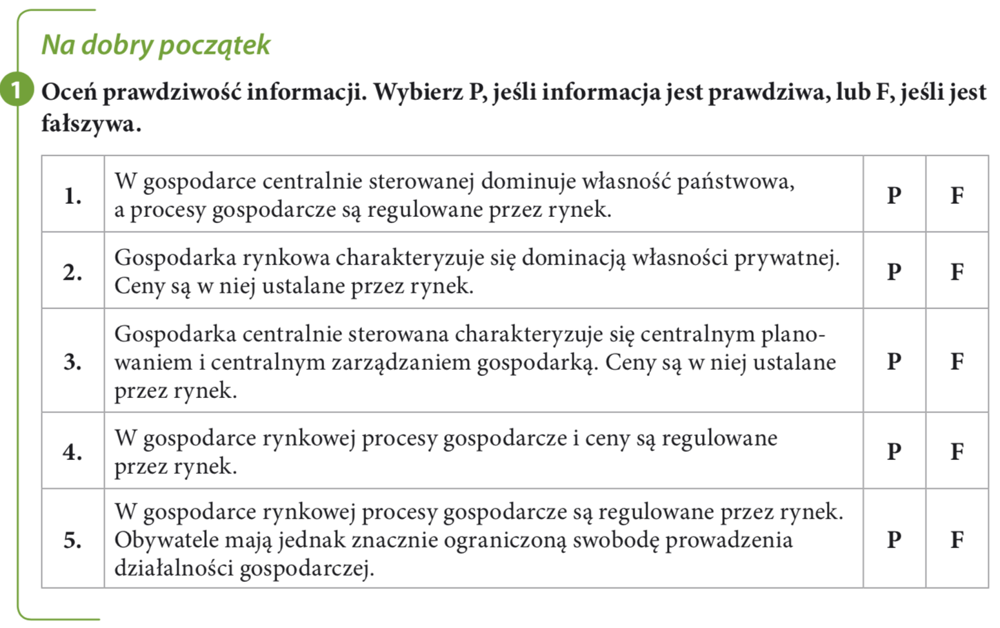 Na dobry początek
1 Oceń prawdziwość informacji. Wybierz P, jeśli informacja jest prawdziwa, lub F, jeśli jest
fałszywa.
1. W gospodarce centralnie sterowanej dominuje własność państwowa,
a procesy gospodarcze są regulowane przez rynek. P F
2. Gospodarka rynkowa charakteryzuje się dominacją własności prywatnej.
Ceny są w niej ustalane przez rynek. P F
3. Gospodarka centralnie sterowana charakteryzuje się centralnym plano-
waniem i centralnym zarządzaniem gospodarką. Ceny są w niej ustalane
przez rynek. P F
4. W gospodarce rynkowej procesy gospodarcze i ceny są regulowane
przez rynek. P F
5. W gospodarce rynkowej procesy gospodarcze są regulowane przez rynek.
Obywatele mają jednak znacznie ograniczoną swobodę prowadzenia
działalności gospodarczej. P F